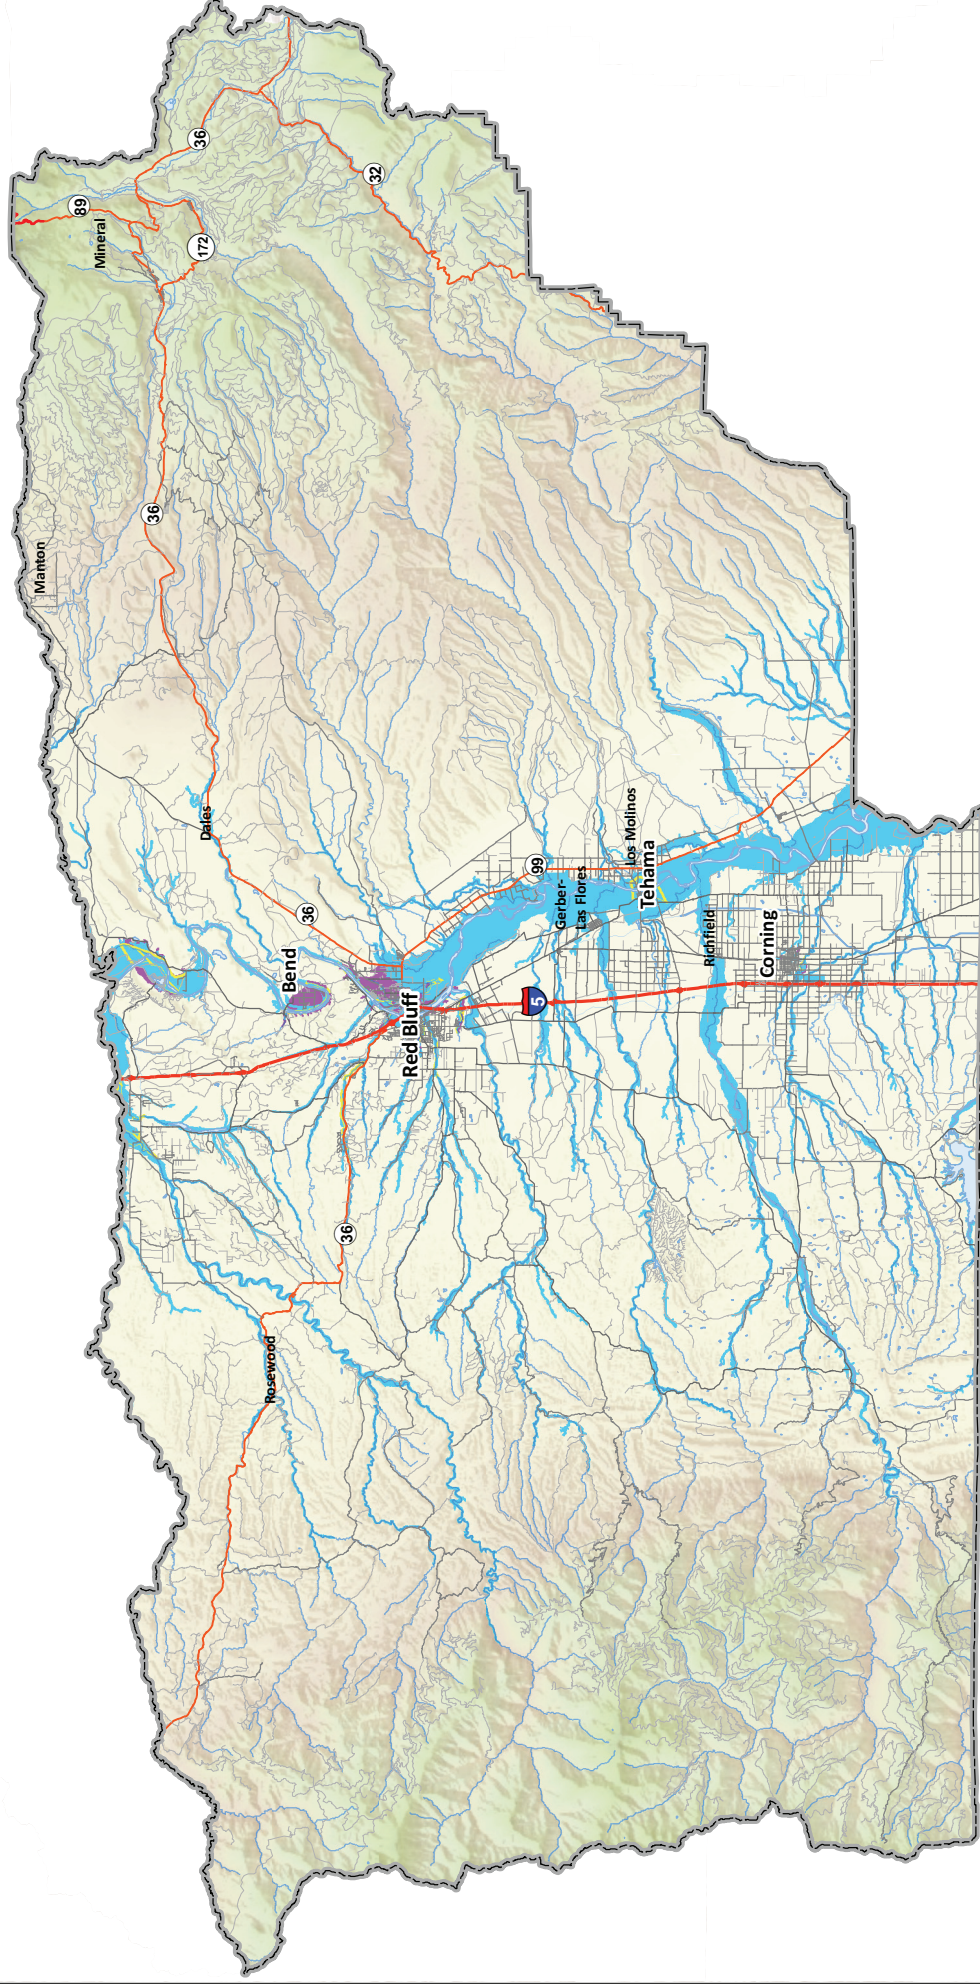 Manton
89
Mineral
36
36
172
Dales
Rosewood
Bend
36
36
32
Red Bluff
5
99
Gerber-
Las Flores
Los Molinos
Tehama
Richfield
Corning